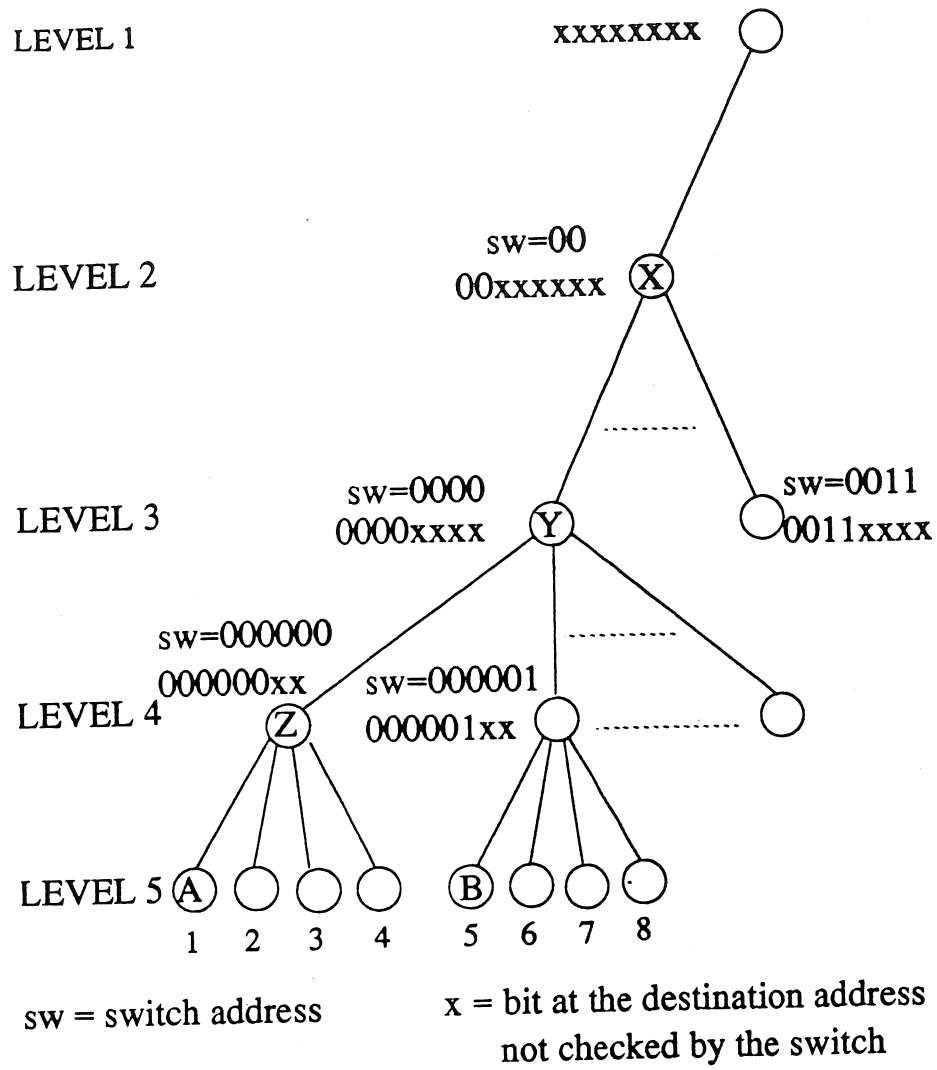 LEVEL 1
xxxxxxxx
sw=00
LEVEL 2
00xxxxxx
X
sw=0000
sw=0011
LEVEL 3
0000xxxx
Y
0011xxxx
sw=000000
000000xx
sw=000001
LEVEL 4
Z
000001xx
LEVEL 5
A
B
1 2 3 4 5 6 7 8
sw = switch address
x = bit at the destination address
not checked by the switch